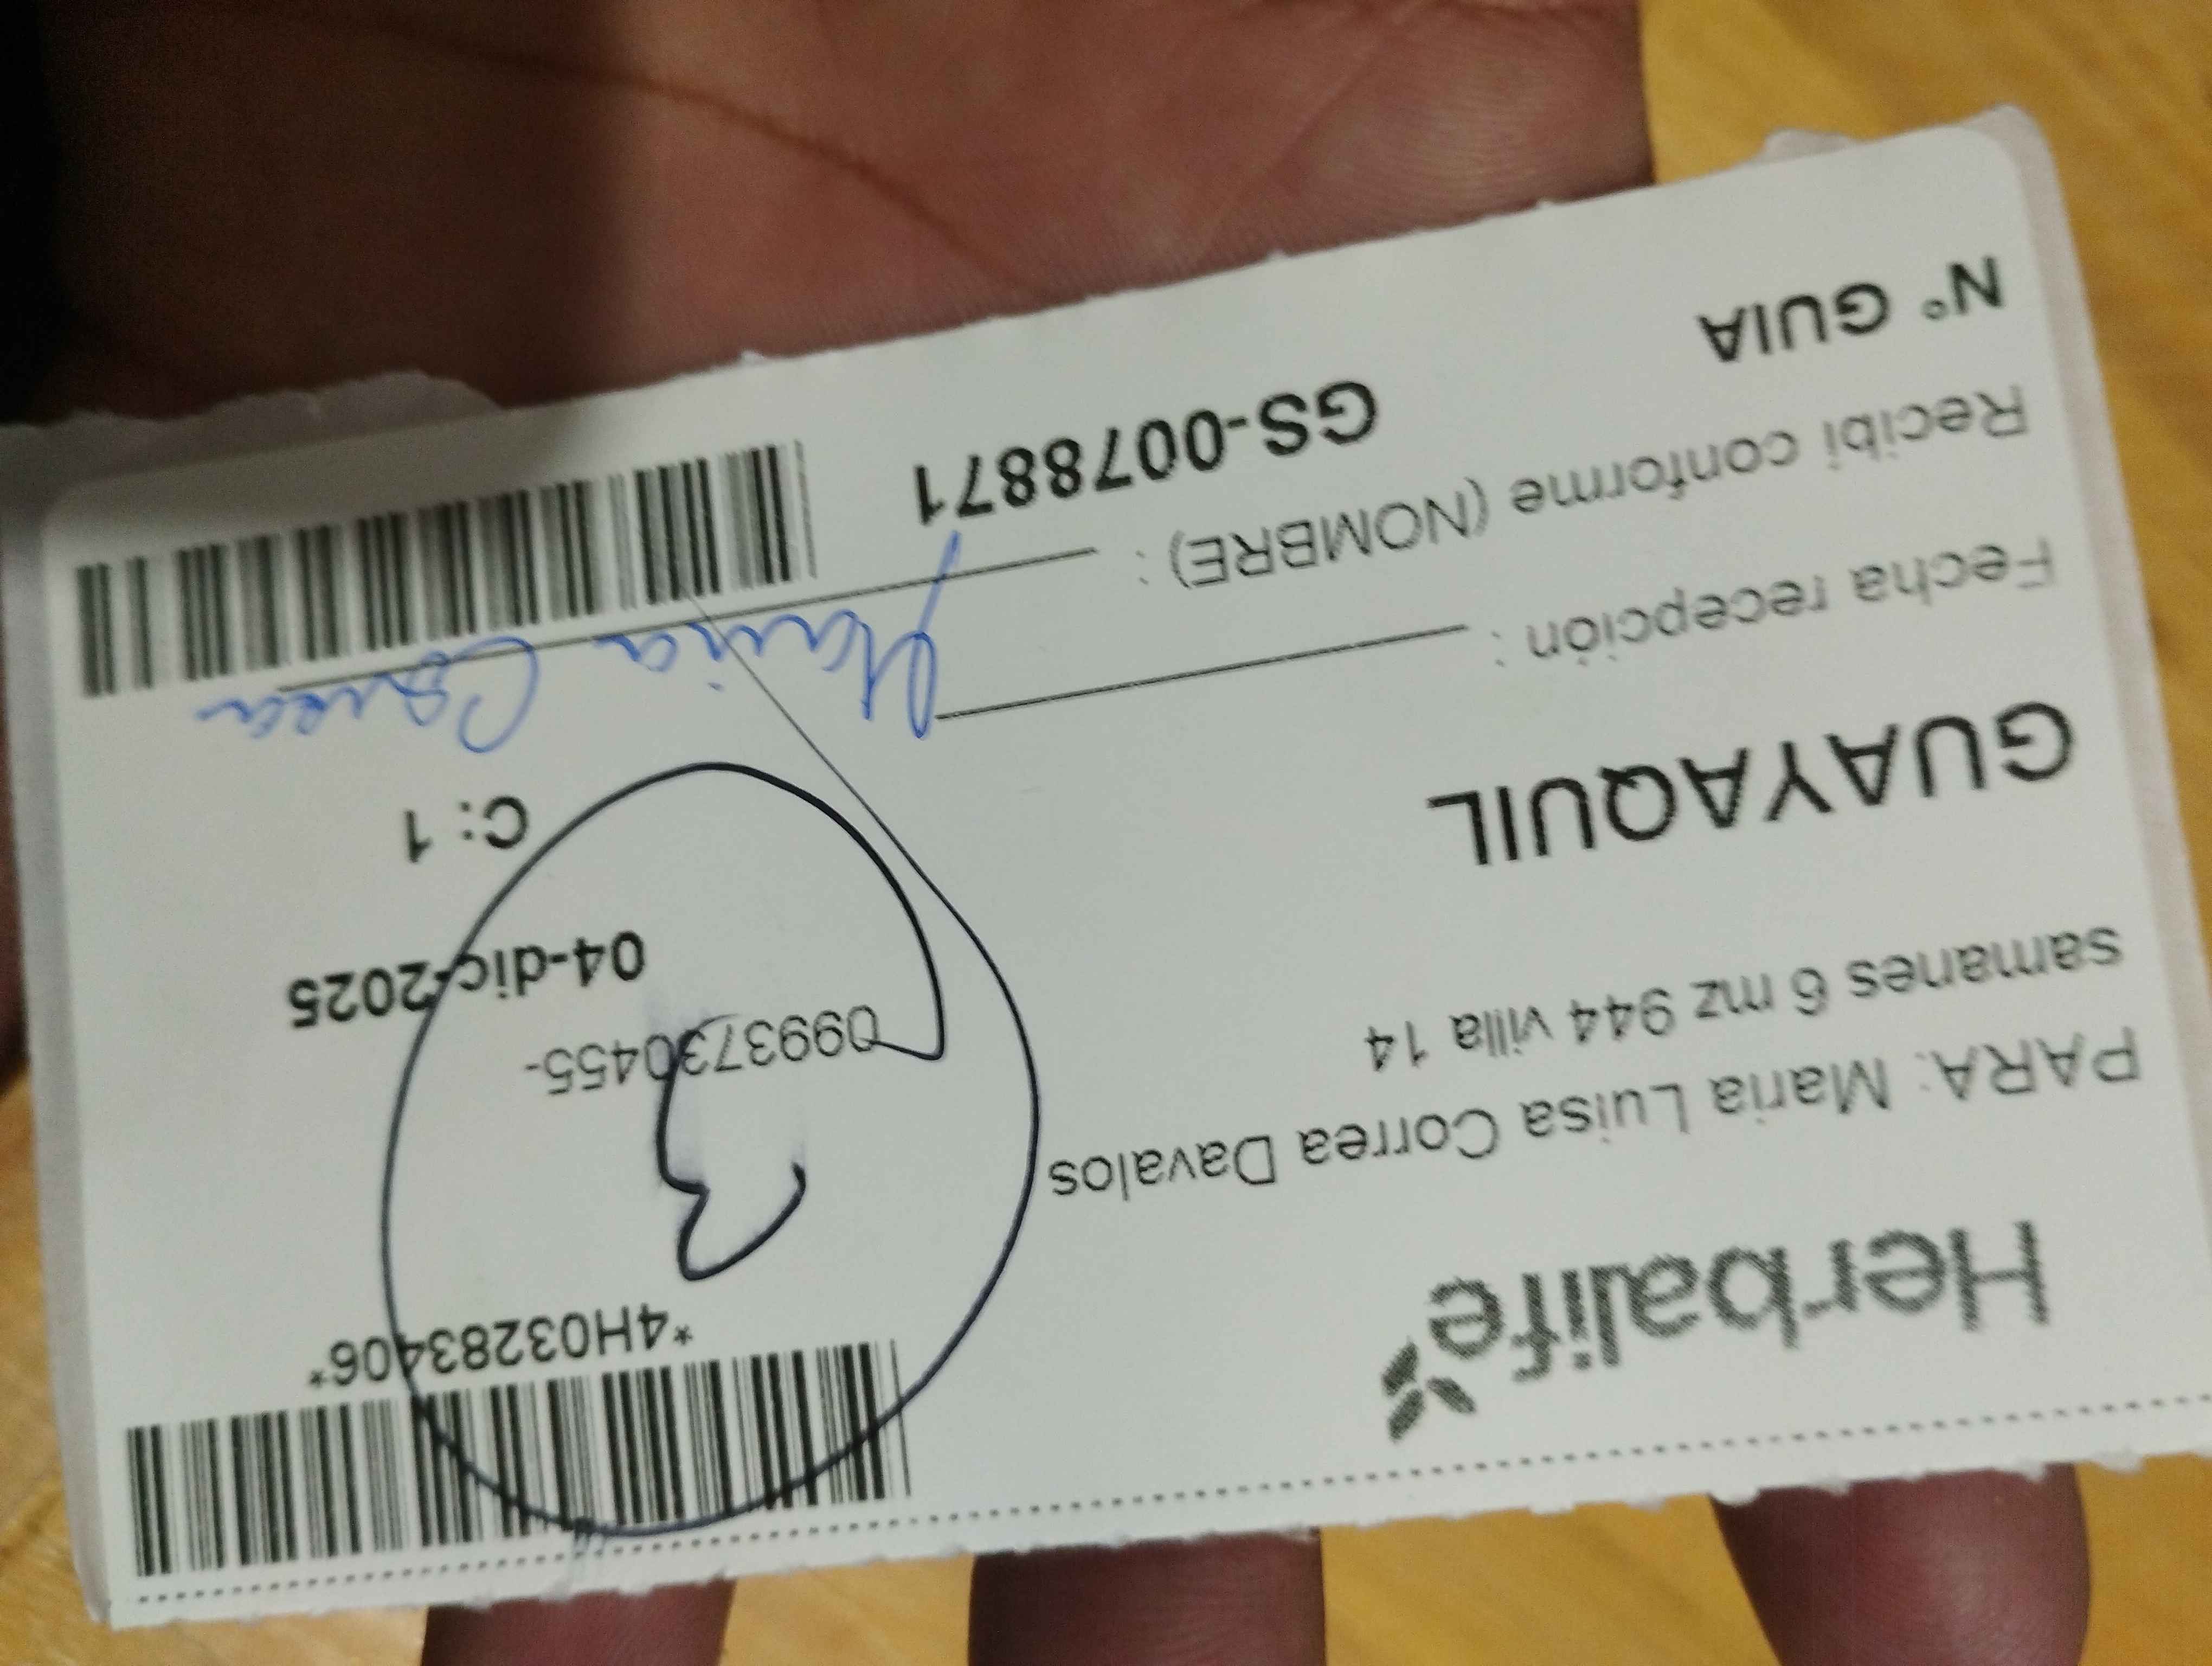 Herbalife
*4H03283406*
PARA: Maria Luisa Correa Davalos
samanes 6 mz 944 villa 14
0993730455-
04-dic-2025
GUAYAQUIL
C: 1
3
Fecha recepción :
Recibi conforme (NOMBRE) : Maria Correa
N° GUIA
GS-0078871